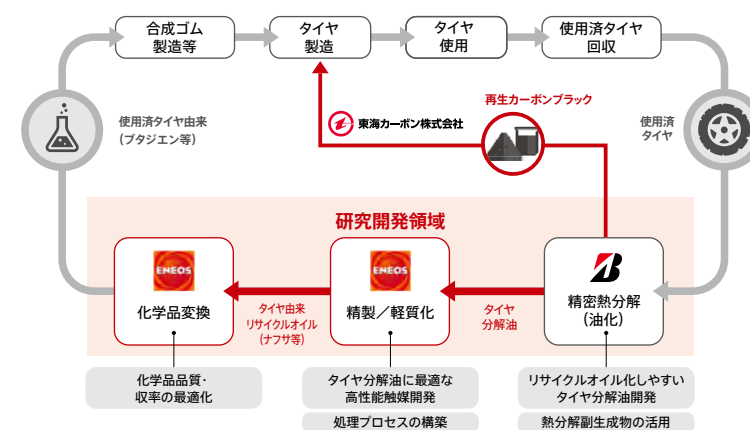 合成ゴム
製造等
タイヤ
製造
タイヤ
使用
使用済タイヤ
回収
使用済タイヤ由来
(ブタジエン等)
東海カーボン株式会社
再生カーボンブラック
使用済
タイヤ
研究開発領域
ENEOS
化学品変換
タイヤ由来
リサイクルオイル
(ナフサ等)
ENEOS
精製／軽質化
タイヤ
分解油
B
精密熱分解
(油化)
化学品品質・
収率の最適化
タイヤ分解油に最適な
高性能触媒開発
処理プロセスの構築
リサイクルオイル化しやすい
タイヤ分解油開発
熱分解副生成物の活用